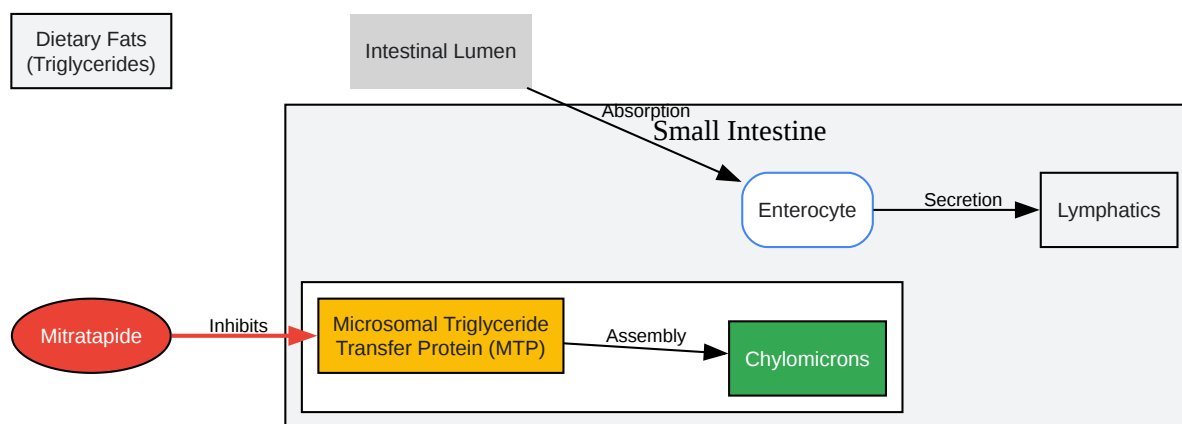 Dietary Fats
(Triglycerides)
Intestinal Lumen
Absorption
Small Intestine
Enterocyte
Secretion
Lymphatics
Mitratapide
Inhibits
Microsomal Triglyceride
Transfer Protein (MTP)
Assembly
Chylomicrons